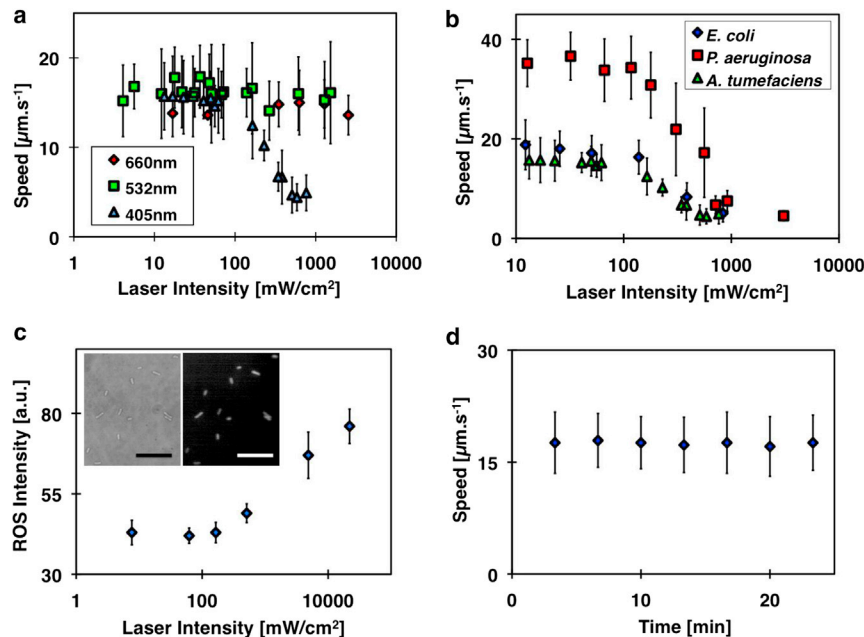 a
Speed [µm.s⁻¹]
20
10
0
660nm
532nm
405nm
1 10 100 1000 10000
Laser Intensity [mW/cm²]
b
Speed [µm.s⁻¹]
40
20
0
E. coli
P. aeruginosa
A. tumefaciens
10 100 1000 10000
Laser Intensity [mW/cm²]
c
ROS Intensity [a.u.]
80
55
30
1 100 10000
Laser Intensity [mW/cm²]
d
Speed [µm.s⁻¹]
30
15
0
0 10 20
Time [min]